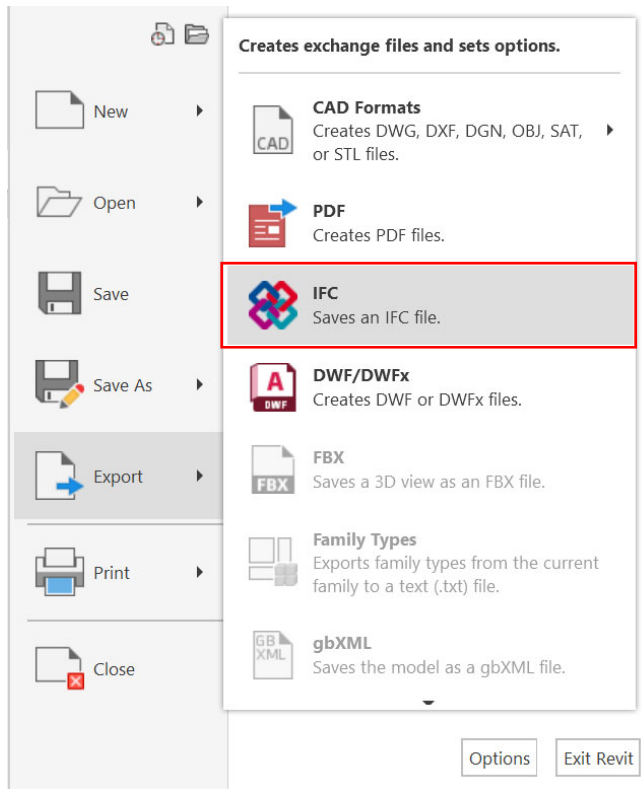 New
Open
Save
Save As
Export
Print
Close
Creates exchange files and sets options.
CAD
CAD Formats
Creates DWG, DXF, DGN, OBJ, SAT,
or STL files.
PDF
Creates PDF files.
IFC
Saves an IFC file.
A
DWF
DWF/DWFx
Creates DWF or DWFx files.
FBX
FBX
Saves a 3D view as an FBX file.
Family Types
Exports family types from the current
family to a text (.txt) file.
GB
XML
gbXML
Saves the model as a gbXML file.
Options
Exit Revit